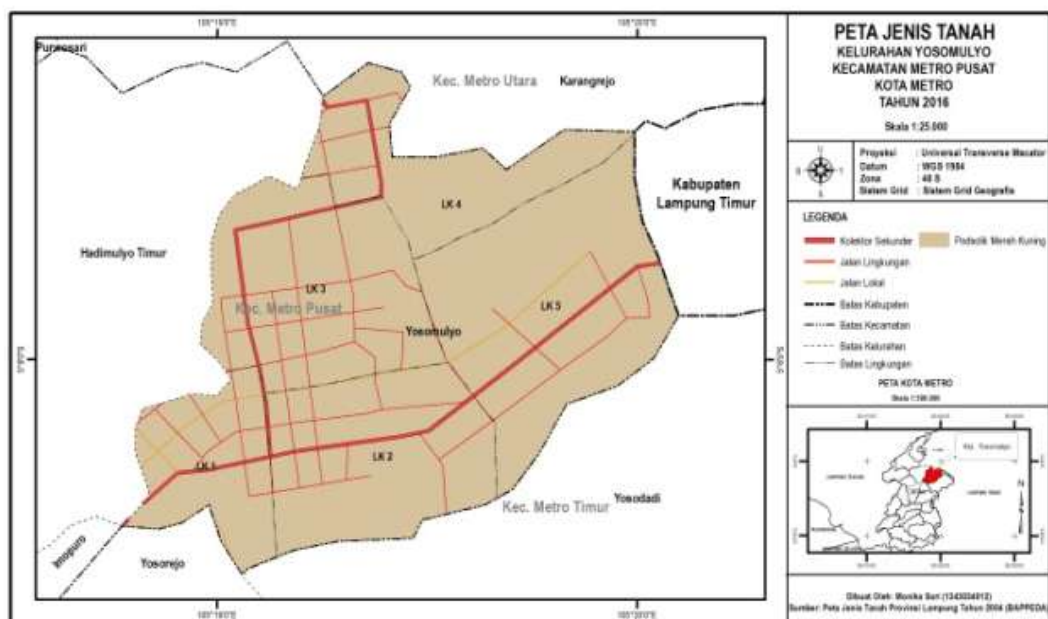 PETA JENIS TANAH
KELURAHAN YOSOMULYO
KECAMATAN METRO PUSAT
KOTA METRO
TAHUN 2016
Skala 1:25.000
Proyeksi : Universal Transverse Mecator
Datum : WGS 1984
Zona : 48 S
Sistem Grid : Sistem Grid Geografis
LEGENDA
Kolektor Sekunder
Podsolik Merah Kuning
Jalan Lingkungan
Jalan Lokal
Batas Kabupaten
Batas Kecamatan
Batas Kelurahan
Batas Lingkungan
PETA KOTA METRO
N
Dibuat Oleh: Monika Sari (1343034012)
Sumber: Peta Jenis Tanah Provinsi Lampung Tahun 2004 (BAPPEDA)
Purwosari
Kec. Metro Utara
Karangrejo
Kabupaten
Lampung Timur
LK 4
Hadimulyo Timur
LK 3
Kec. Metro Pusat
LK 5
Yosomulyo
LK 1
LK 2
Kec. Metro Timur
Yosodadi
Imopuro
Yosorejo